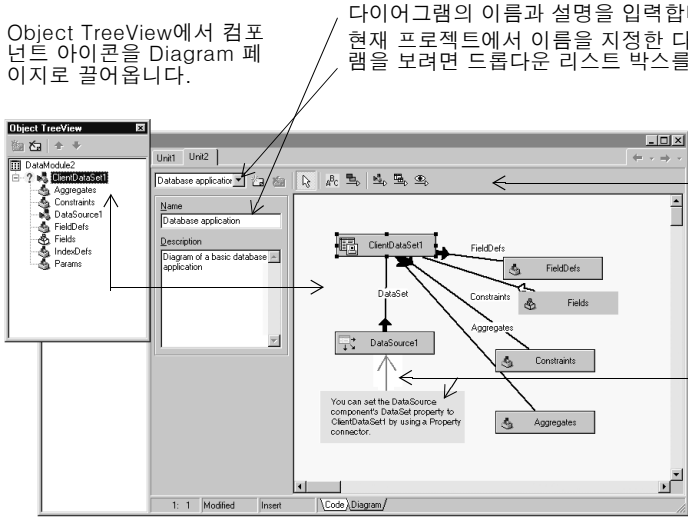 다이어그램의 이름과 설명을 입력합
Object TreeView에서 컴포
넌트 아이콘을 Diagram 페
이지로 끌어옵니다.
현재 프로젝트에서 이름을 지정한 다
램을 보려면 드롭다운 리스트 박스를
Object TreeView
DataModule2
? ClientDataSet1
Aggregates
Constraints
DataSource1
FieldDefs
Fields
IndexDefs
Params
Unit1 Unit2
Database applicatior
Name
Database application
Description
Diagram of a basic database
application
ClientDataSet1
FieldDefs
FieldDefs
DataSet
Constraints
Fields
Aggregates
DataSource1
Constraints
You can set the DataSource
component's DataSet property to
ClientDataSet1 by using a Property
connector.
Aggregates
1: 1 Modified Insert Code Diagram